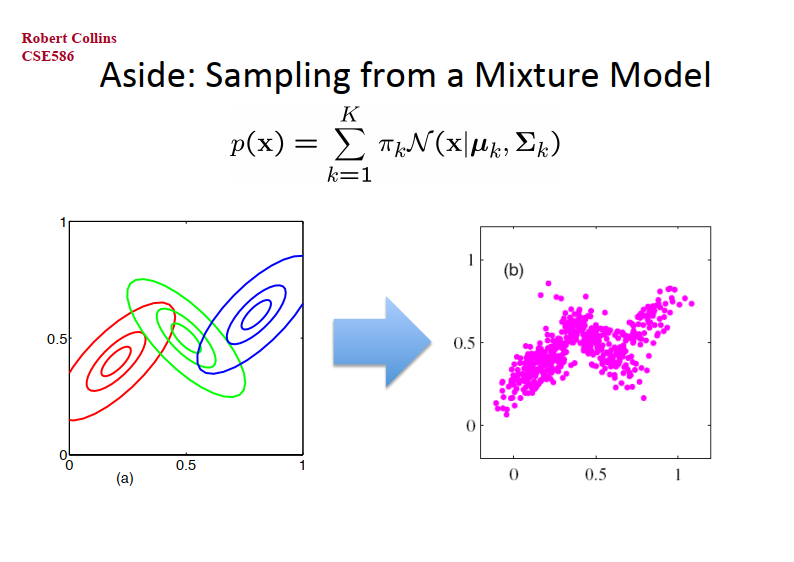 Robert Collins
CSE586
Aside: Sampling from a Mixture Model
p(x) = ∑_{k=1}^{K} π_k 𝒩(x|μ_k, Σ_k)
1
0.5
0
0 0.5 1
(a)
(b)
1
0.5
0
0 0.5 1